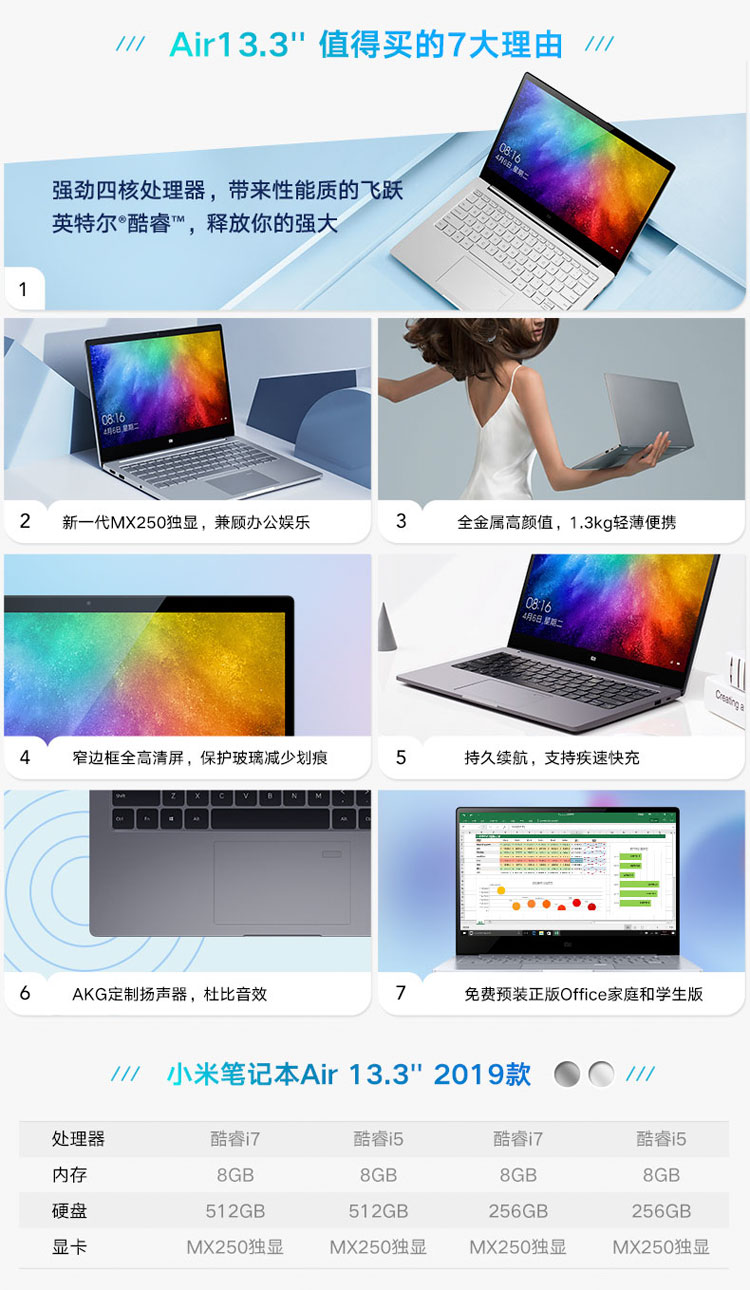 Air13.3'' 值得买的7大理由
08:16
4月6日,星期二
强劲四核处理器，带来性能质的飞跃
英特尔®酷睿™，释放你的强大
1
08:16
4月6日,星期二
2 新一代MX250独显，兼顾办公娱乐
3 全金属高颜值，1.3kg轻薄便携
08:16
4月6日,星期二
Creating a
4 窄边框全高清屏，保护玻璃减少划痕
5 持久续航，支持疾速快充
Z X C V B N M
Ctrl Fn Alt Alt
6 AKG定制扬声器，杜比音效
7 免费预装正版Office家庭和学生版
小米笔记本Air 13.3'' 2019款
处理器 酷睿i7 酷睿i5 酷睿i7 酷睿i5
内存 8GB 8GB 8GB 8GB
硬盘 512GB 512GB 256GB 256GB
显卡 MX250独显 MX250独显 MX250独显 MX250独显